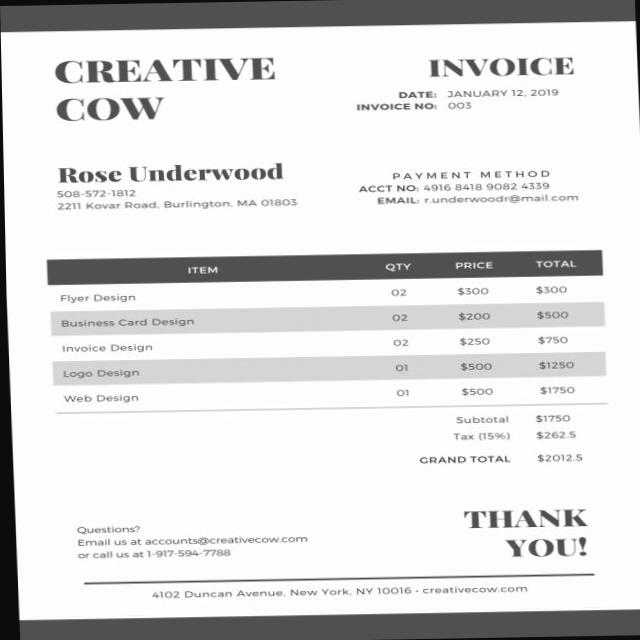 CREATIVE
COW
INVOICE
DATE: JANUARY 12, 2019
INVOICE NO: 003
Rose Underwood
508-572-1812
2211 Kovar Road, Burlington, MA 01803
PAYMENT METHOD
ACCT NO: 4916 8418 9082 4339
EMAIL: r.underwoodr@mail.com
ITEM QTY PRICE TOTAL
Flyer Design 02 $300 $300
Business Card Design 02 $200 $500
Invoice Design 02 $250 $750
Logo Design 01 $500 $1250
Web Design 01 $500 $1750
Subtotal $1750
Tax (15%) $262.5
GRAND TOTAL $2012.5
Questions?
Email us at accounts@creativecow.com
or call us at 1-917-594-7788
THANK
YOU!
4102 Duncan Avenue, New York, NY 10016 • creativecow.com